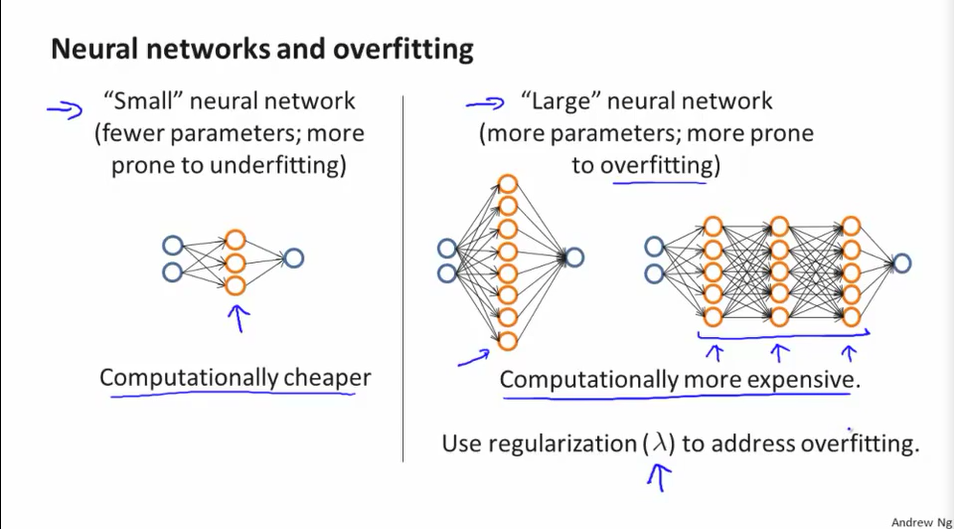 Neural networks and overfitting
“Small” neural network
(fewer parameters; more
prone to underfitting)
Computationally cheaper
“Large” neural network
(more parameters; more prone
to overfitting)
Computationally more expensive.
Use regularization (λ) to address overfitting.
Andrew Ng